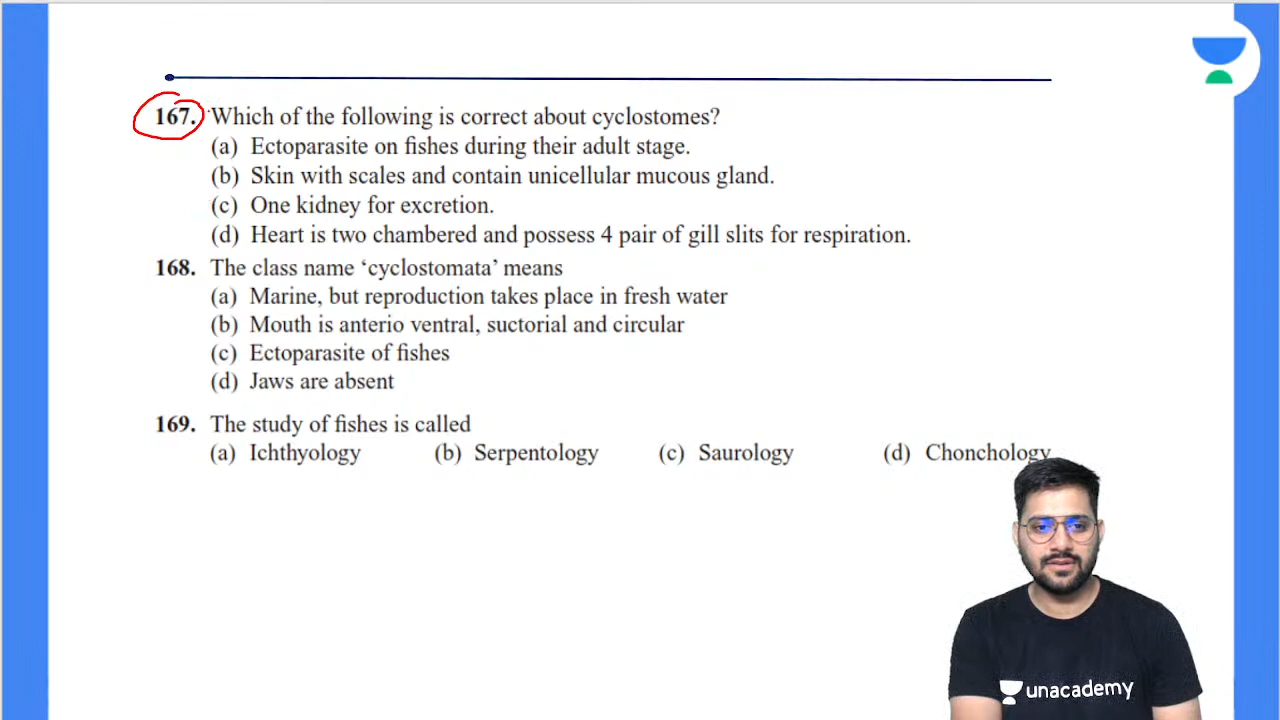 167. Which of the following is correct about cyclostomes?
(a) Ectoparasite on fishes during their adult stage.
(b) Skin with scales and contain unicellular mucous gland.
(c) One kidney for excretion.
(d) Heart is two chambered and possess 4 pair of gill slits for respiration.
168. The class name ‘cyclostomata’ means
(a) Marine, but reproduction takes place in fresh water
(b) Mouth is anterio ventral, suctorial and circular
(c) Ectoparasite of fishes
(d) Jaws are absent
169. The study of fishes is called
(a) Ichthyology (b) Serpentology (c) Saurology (d) Chonchology
unacademy